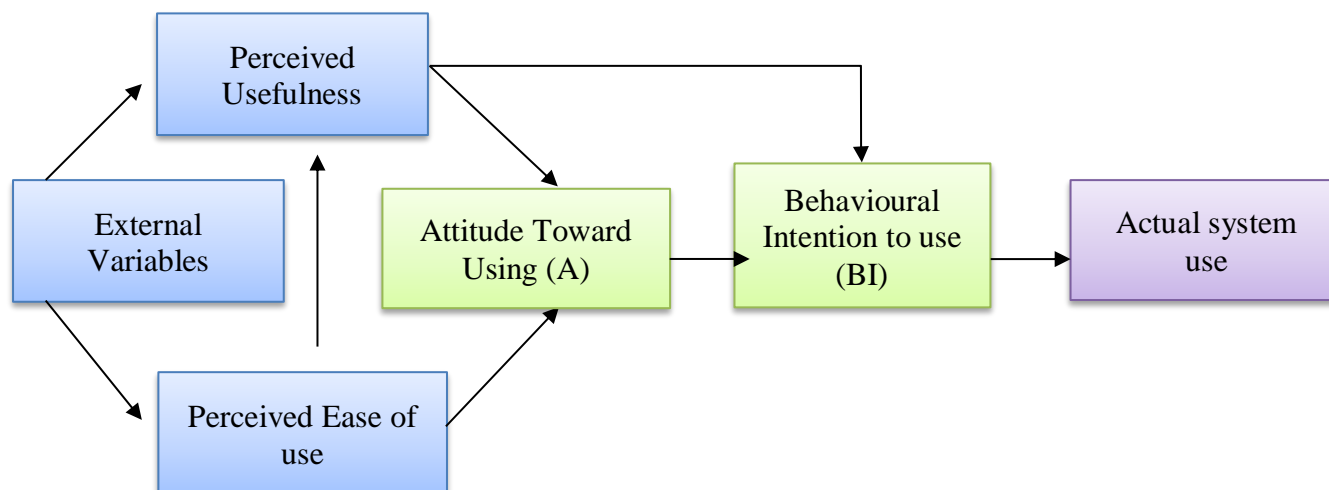 Perceived
Usefulness
External
Variables
Attitude Toward
Using (A)
Behavioural
Intention to use
(BI)
Actual system
use
Perceived Ease of
use